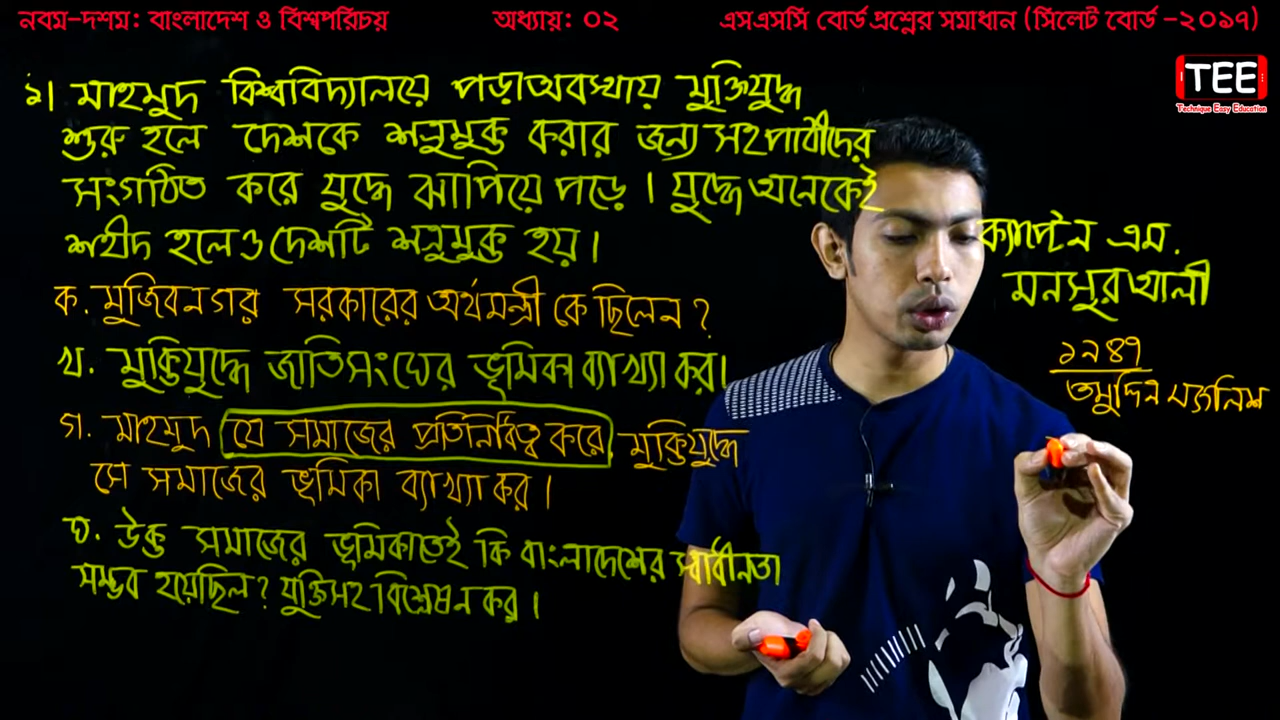 নবম-দশম: বাংলাদেশ ও বিশ্বপরিচয় অধ্যায়: ০২ এসএসসি বোর্ড প্রশ্নের সমাধান (সিলেট বোর্ড -২০১৭)
TEE
Technique Easy Education
১। মাহমুদ বিশ্ববিদ্যালয়ে পড়াঅবস্থায় মুক্তিযুদ্ধে
শুরু হলে দেশকে শত্রুমুক্ত করার জন্য সহপাঠীদের
সংগঠিত করে যুদ্ধে ঝাপিয়ে পড়ে । যুদ্ধে অনেকেই
শহীদ হলেও দেশটি শত্রুমুক্ত হয় ।
ক. মুজিবনগর সরকারের অর্থমন্ত্রী কে ছিলেন ?
খ. মুক্তিযুদ্ধে জাতিসংঘের ভূমিকা ব্যাখ্যা কর।
গ. মাহমুদ যে সমাজের প্রতিনিধিত্ব করে মুক্তিযুদ্ধে
সে সমাজের ভূমিকা ব্যাখ্যা কর ।
ঘ. উক্ত সমাজের ভূমিকাতেই কি বাংলাদেশের স্বাধীনতা
সম্ভব হয়েছিল ? যুক্তিসহ বিশ্লেষন কর ।
ক্যাপ্টেন এম.
মনসুর আলী
১৯৪৭
তমুদ্দিন মজলিশ